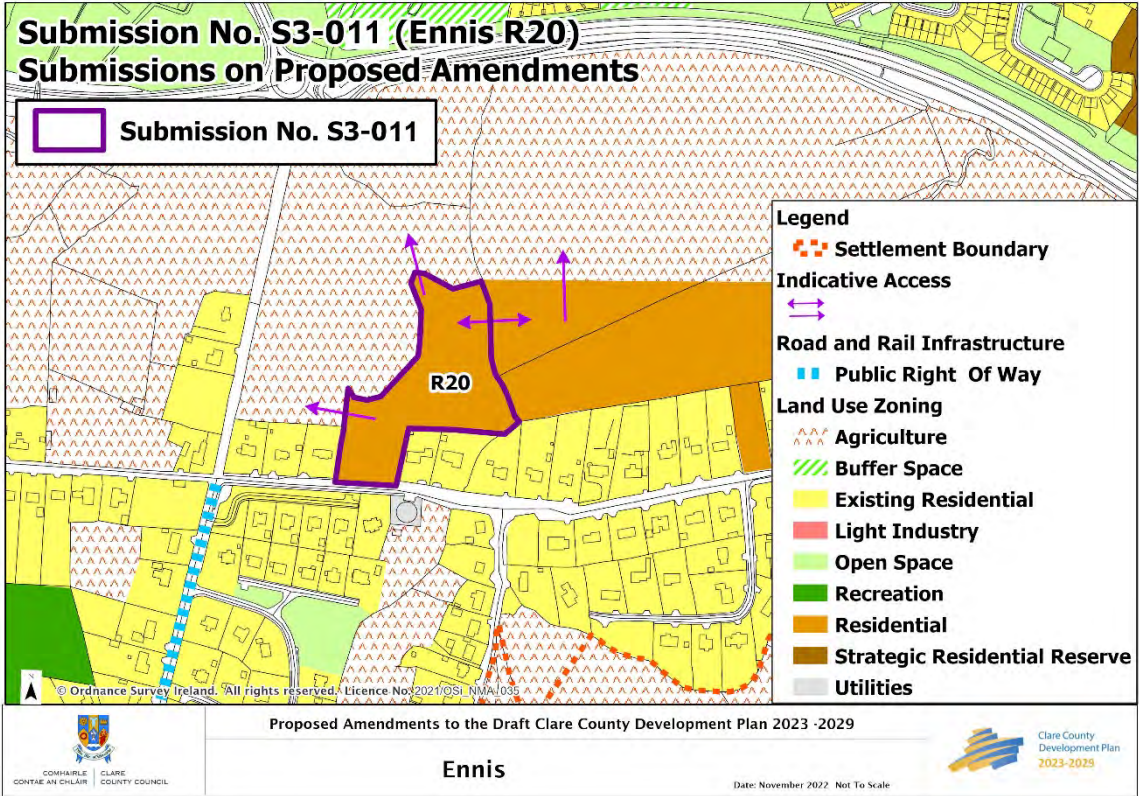 Submission No. S3-011 (Ennis R20)
Submissions on Proposed Amendments
Submission No. S3-011
R20
Legend
Settlement Boundary
Indicative Access
Road and Rail Infrastructure
Public Right Of Way
Land Use Zoning
Agriculture
Buffer Space
Existing Residential
Light Industry
Open Space
Recreation
Residential
Strategic Residential Reserve
Utilities
© Ordnance Survey Ireland. All rights reserved. Licence No. 2021/OSi_NMA_035
COMHAIRLE CONTAE AN CHLÁIR
CLARE COUNTY COUNCIL
Proposed Amendments to the Draft Clare County Development Plan 2023 -2029
Ennis
Date: November 2022 Not To Scale
Clare County
Development Plan
2023-2029